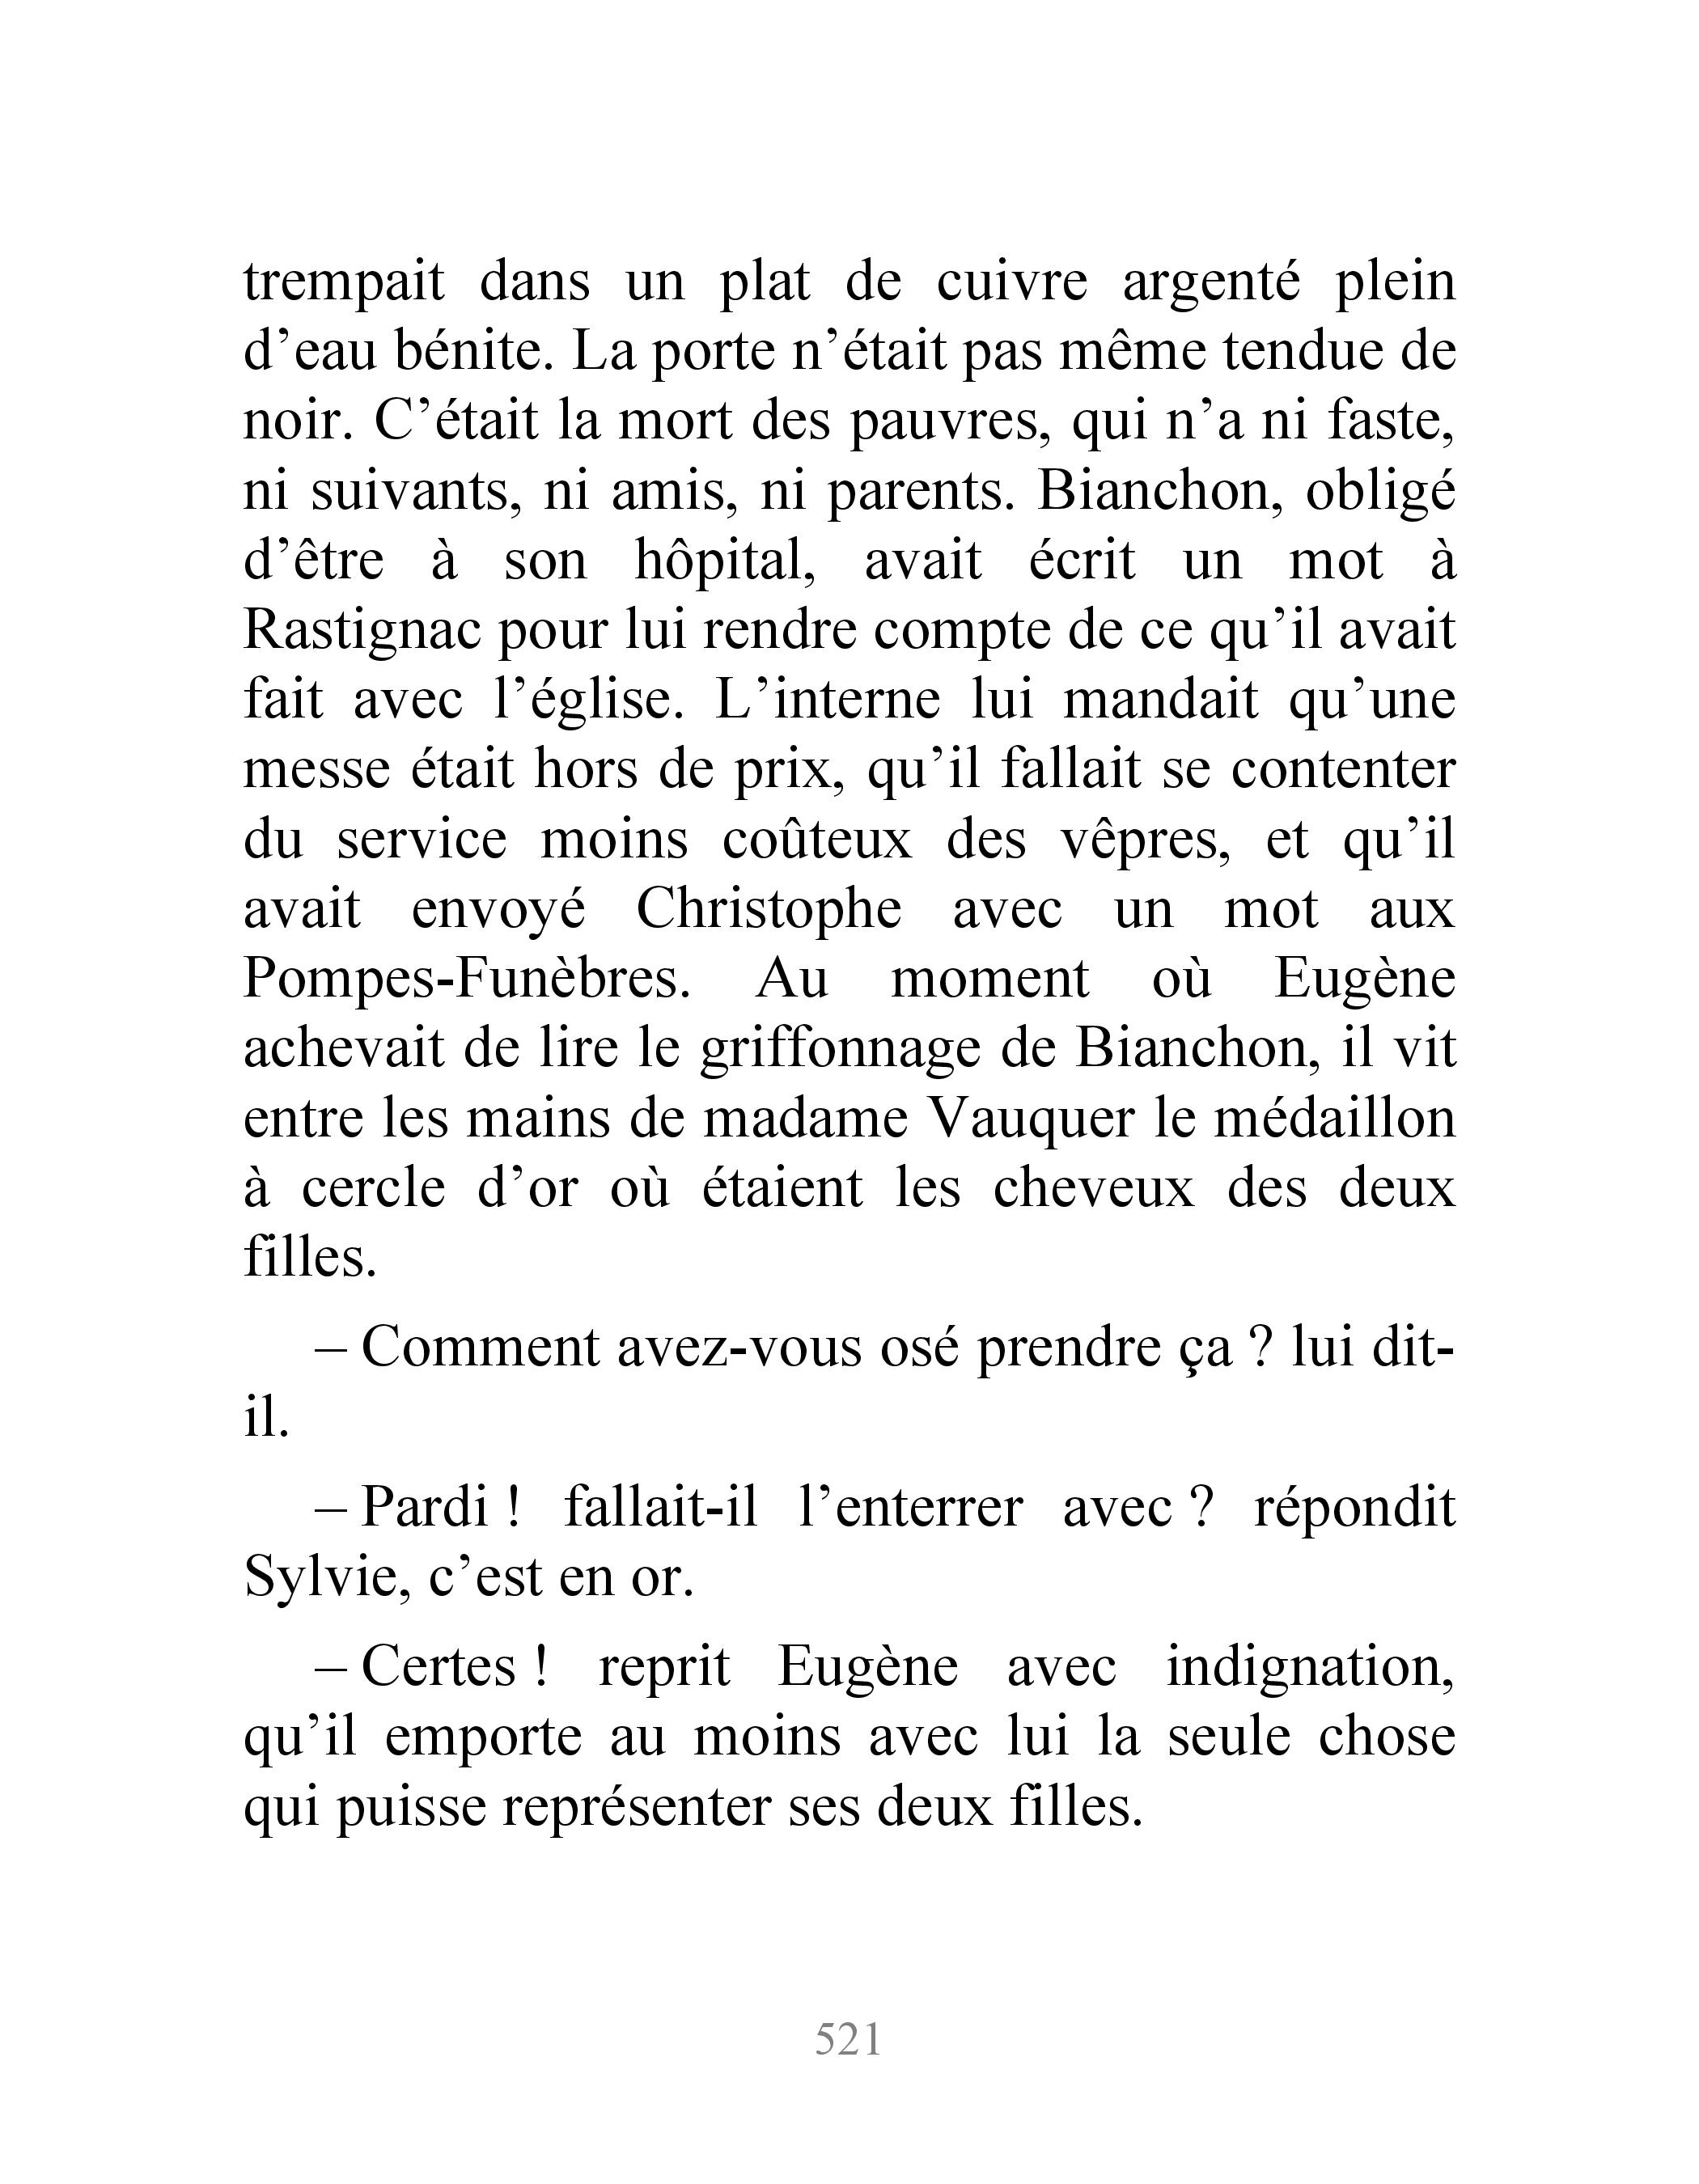 trempait dans un plat de cuivre argenté plein
d’eau bénite. La porte n’était pas même tendue de
noir. C’était la mort des pauvres, qui n’a ni faste,
ni suivants, ni amis, ni parents. Bianchon, obligé
d’être à son hôpital, avait écrit un mot à
Rastignac pour lui rendre compte de ce qu’il avait
fait avec l’église. L’interne lui mandait qu’une
messe était hors de prix, qu’il fallait se contenter
du service moins coûteux des vêpres, et qu’il
avait envoyé Christophe avec un mot aux
Pompes-Funèbres. Au moment où Eugène
achevait de lire le griffonnage de Bianchon, il vit
entre les mains de madame Vauquer le médaillon
à cercle d’or où étaient les cheveux des deux
filles.
– Comment avez-vous osé prendre ça ? lui dit-
il.
– Pardi ! fallait-il l’enterrer avec ? répondit
Sylvie, c’est en or.
– Certes ! reprit Eugène avec indignation,
qu’il emporte au moins avec lui la seule chose
qui puisse représenter ses deux filles.
521